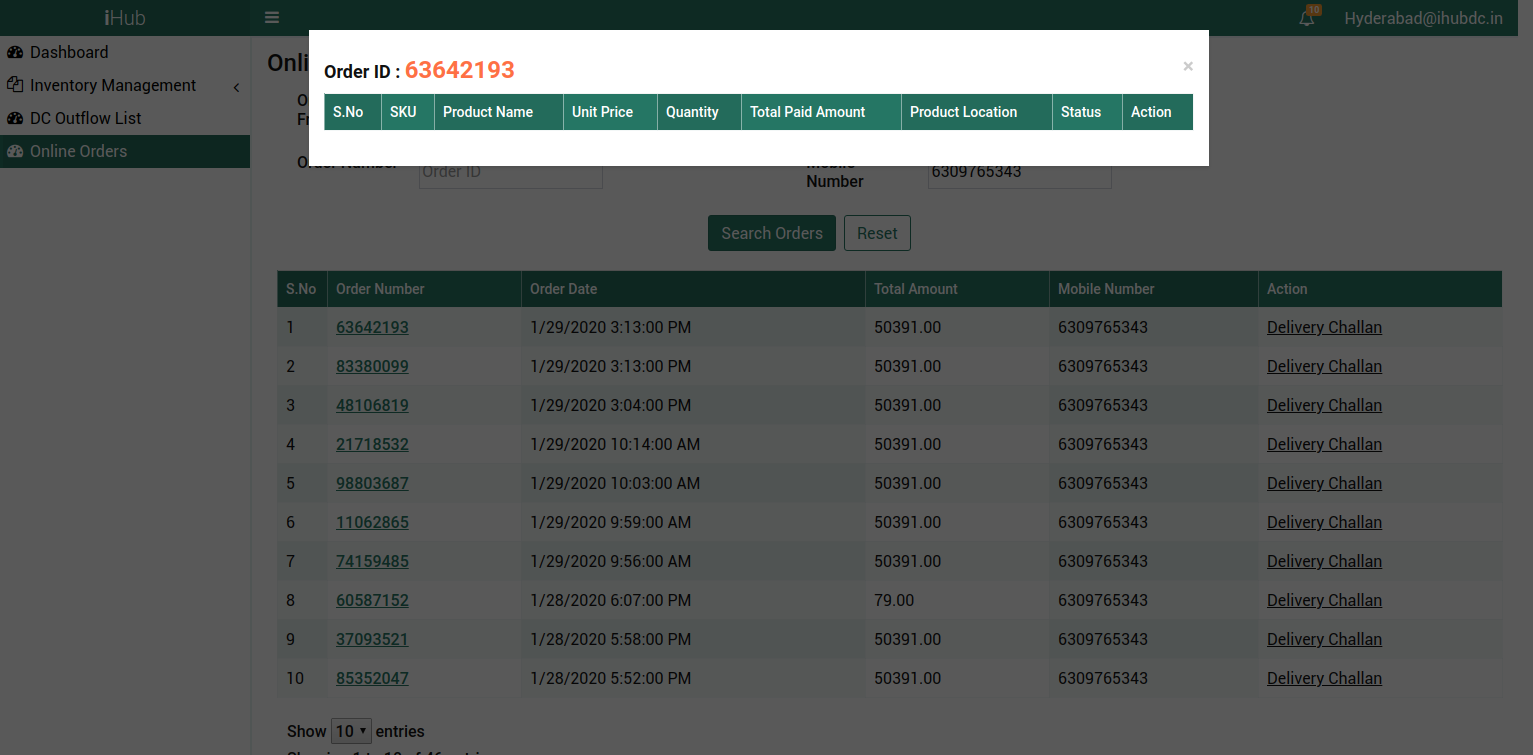 iHub
10
Hyderabad@ihubdc.in
Dashboard
Inventory Management
DC Outflow List
Online Orders
Onli
Order ID : 63642193
×
S.No SKU Product Name Unit Price Quantity Total Paid Amount Product Location Status Action
Order Number
Order ID
Mobile
Number
6309765343
Search Orders Reset
S.No Order Number Order Date Total Amount Mobile Number Action
1 63642193 1/29/2020 3:13:00 PM 50391.00 6309765343 Delivery Challan
2 83380099 1/29/2020 3:13:00 PM 50391.00 6309765343 Delivery Challan
3 48106819 1/29/2020 3:04:00 PM 50391.00 6309765343 Delivery Challan
4 21718532 1/29/2020 10:14:00 AM 50391.00 6309765343 Delivery Challan
5 98803687 1/29/2020 10:03:00 AM 50391.00 6309765343 Delivery Challan
6 11062865 1/29/2020 9:59:00 AM 50391.00 6309765343 Delivery Challan
7 74159485 1/29/2020 9:56:00 AM 50391.00 6309765343 Delivery Challan
8 60587152 1/28/2020 6:07:00 PM 79.00 6309765343 Delivery Challan
9 37093521 1/28/2020 5:58:00 PM 50391.00 6309765343 Delivery Challan
10 85352047 1/28/2020 5:52:00 PM 50391.00 6309765343 Delivery Challan
Show 10 entries